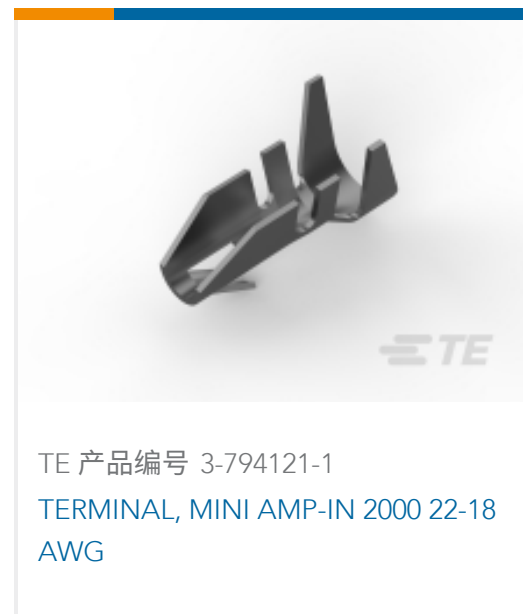 TE
TE 产品编号 3-794121-1
TERMINAL, MINI AMP-IN 2000 22-18
AWG